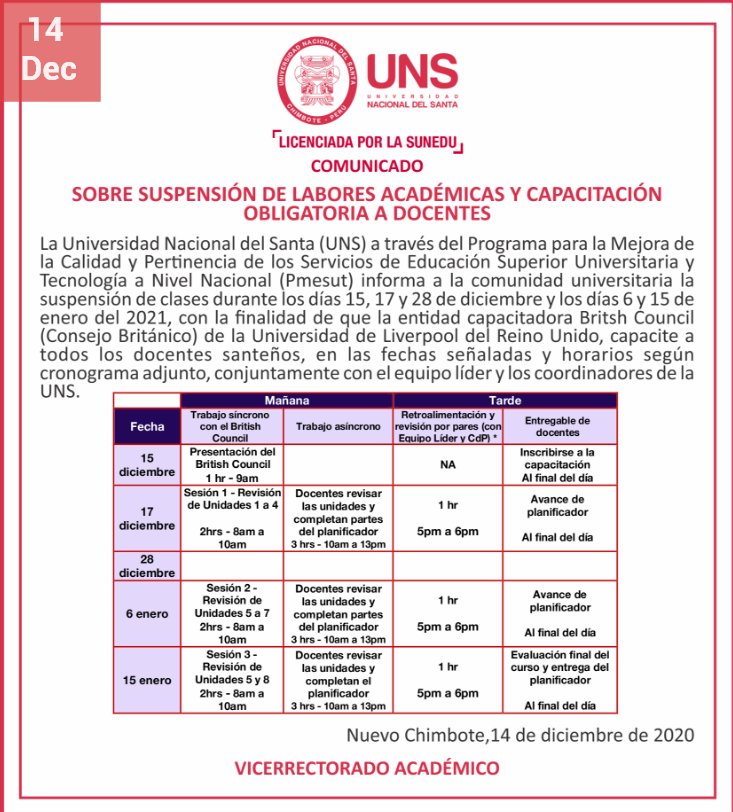 14
Dec
UNIVERSIDAD NACIONAL DEL SANTA
CHIMBOTE - PERU
UNS
UNIVERSIDAD
NACIONAL DEL SANTA
LICENCIADA POR LA SUNEDU
COMUNICADO
SOBRE SUSPENSIÓN DE LABORES ACADÉMICAS Y CAPACITACIÓN
OBLIGATORIA A DOCENTES
La Universidad Nacional del Santa (UNS) a través del Programa para la Mejora de
la Calidad y Pertinencia de los Servicios de Educación Superior Universitaria y
Tecnología a Nivel Nacional (Pmesut) informa a la comunidad universitaria la
suspensión de clases durante los días 15, 17 y 28 de diciembre y los días 6 y 15 de
enero del 2021, con la finalidad de que la entidad capacitadora Britsh Council
(Consejo Británico) de la Universidad de Liverpool del Reino Unido, capacite a
todos los docentes santeños, en las fechas señaladas y horarios según
cronograma adjunto, conjuntamente con el equipo líder y los coordinadores de la
UNS.
Mañana
Tarde
Fecha
Trabajo síncrono
con el British
Council
Trabajo asíncrono
Retroalimentación y
revisión por pares (con
Equipo Líder y CdP) *
Entregable de
docentes
15
diciembre
Presentación del
British Council
1 hr - 9am
NA
Inscribirse a la
capacitación
Al final del día
17
diciembre
Sesión 1 - Revisión
de Unidades 1 a 4
2hrs - 8am a
10am
Docentes revisar
las unidades y
completan partes
del planificador
3 hrs - 10am a 13pm
1 hr
5pm a 6pm
Avance de
planificador
Al final del día
28
diciembre
6 enero
Sesión 2 -
Revisión de
Unidades 5 a 7
2hrs - 8am a
10am
Docentes revisar
las unidades y
completan partes
del planificador
3 hrs - 10am a 13pm
1 hr
5pm a 6pm
Avance de
planificador
Al final del día
15 enero
Sesión 3 -
Revisión de
Unidades 5 y 8
2hrs - 8am a
10am
Docentes revisar
las unidades y
completan el
planificador
3 hrs - 10am a 13pm
1 hr
5pm a 6pm
Evaluación final del
curso y entrega del
planificador
Al final del día
Nuevo Chimbote,14 de diciembre de 2020
VICERRECTORADO ACADÉMICO